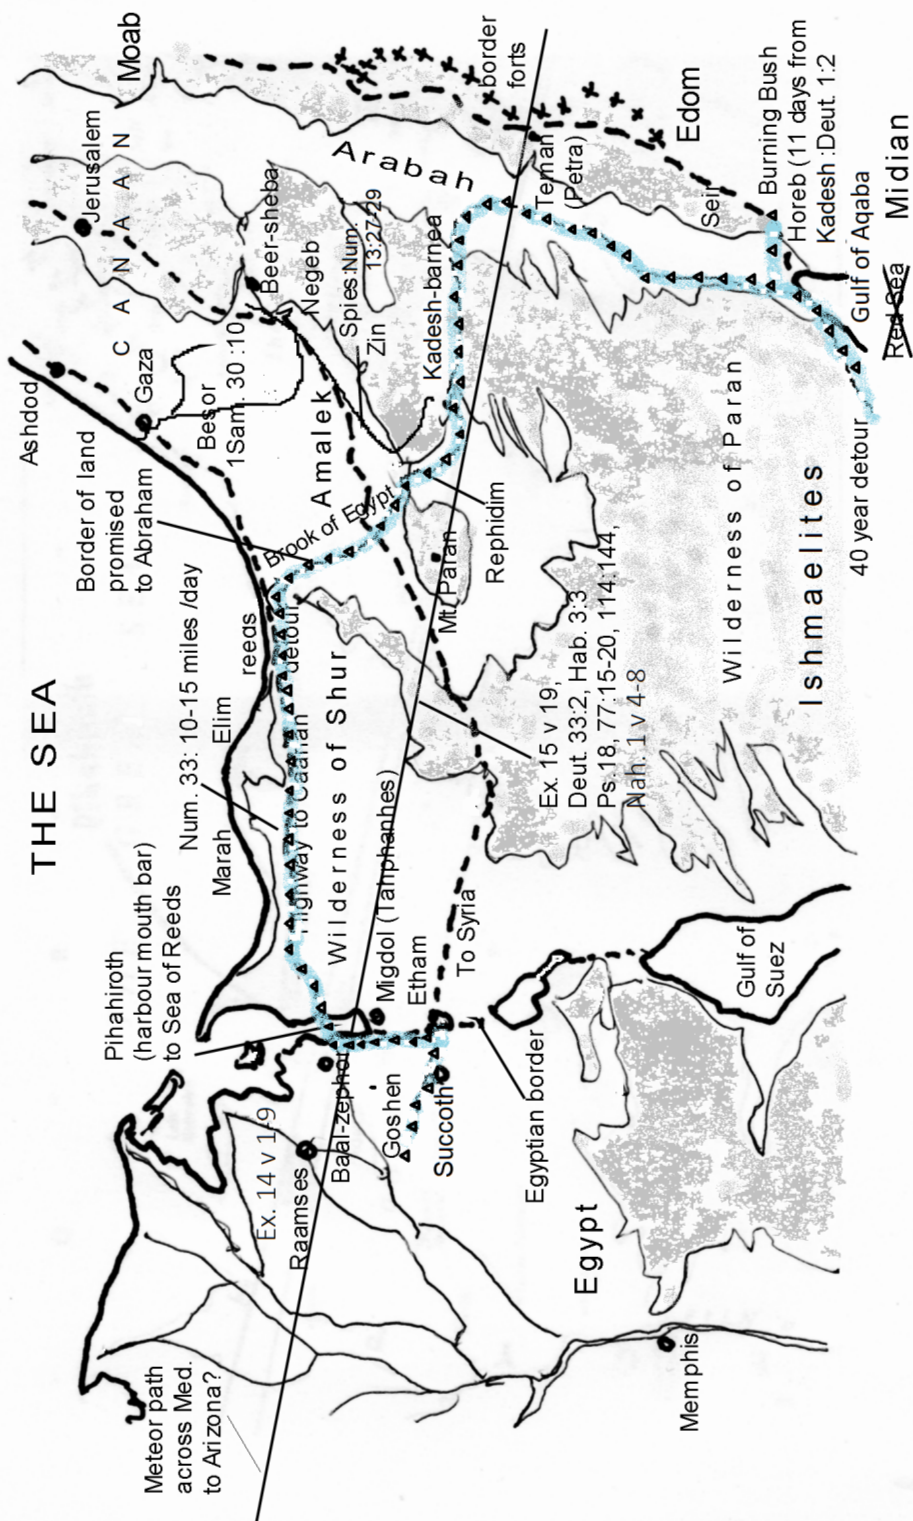 THE SEA
Meteor path
across Med.
to Arizona?
Pihahiroth
(harbour mouth bar)
to Sea of Reeds
Num. 33: 10-15 miles /day
Marah
Elim
reeds
Border of land
promised
to Abraham
Ashdod
Gaza
Besor
1Sam. 30 :10
Jerusalem
CANAAN
Moab
Beer-sheba
Negeb
Spies:Num.
13:27-29
Zin
Arabah
border
forts
Amalek
Brook of Egypt
Highway to Caanan
detour
Wilderness of Shur
Ex. 14 v 1-9
Raamses
Baal-zephon
Goshen
Succoth
Migdol (Tahphanhes)
Etham
To Syria
Egyptian border
Egypt
Memphis
Gulf of
Suez
Mt. Paran
Rephidim
Kadesh-barnea
Teman
(Petra)
Edom
Seir
Ex. 15 v 19,
Deut. 33:2, Hab. 3:3
Ps.18, 77:15-20, 114:144,
Nah. 1 v 4-8
Wilderness of Paran
Ishmaelites
40 year detour
Burning Bush
Horeb (11 days from
Kadesh :Deut. 1:2
Gulf of Aqaba
Red Sea
Midian